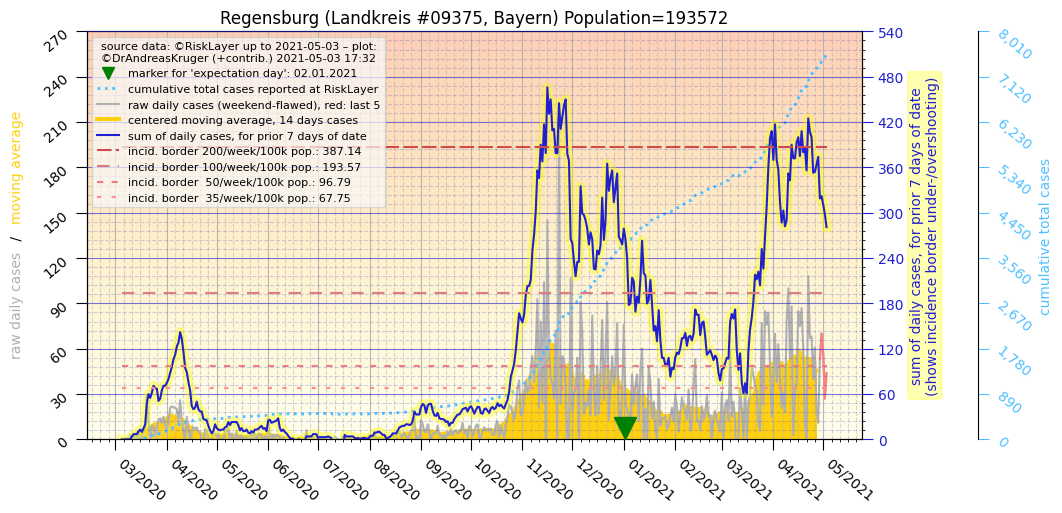 Regensburg (Landkreis #09375, Bayern) Population=193572
source data: ©RiskLayer up to 2021-05-03 – plot:
©DrAndreasKruger (+contrib.) 2021-05-03 17:32
marker for 'expectation day': 02.01.2021
cumulative total cases reported at RiskLayer
raw daily cases (weekend-flawed), red: last 5
centered moving average, 14 days cases
sum of daily cases, for prior 7 days of date
incid. border 200/week/100k pop.: 387.14
incid. border 100/week/100k pop.: 193.57
incid. border  50/week/100k pop.: 96.79
incid. border  35/week/100k pop.: 67.75
raw daily cases  /  moving average
270
240
210
180
150
120
90
60
30
0
03/2020
04/2020
05/2020
06/2020
07/2020
08/2020
09/2020
10/2020
11/2020
12/2020
01/2021
02/2021
03/2021
04/2021
05/2021
540
480
420
360
300
240
180
120
60
0
sum of daily cases, for prior 7 days of date
(shows incidence border under-/overshooting)
8,010
7,120
6,230
5,340
4,450
3,560
2,670
1,780
890
0
cumulative total cases